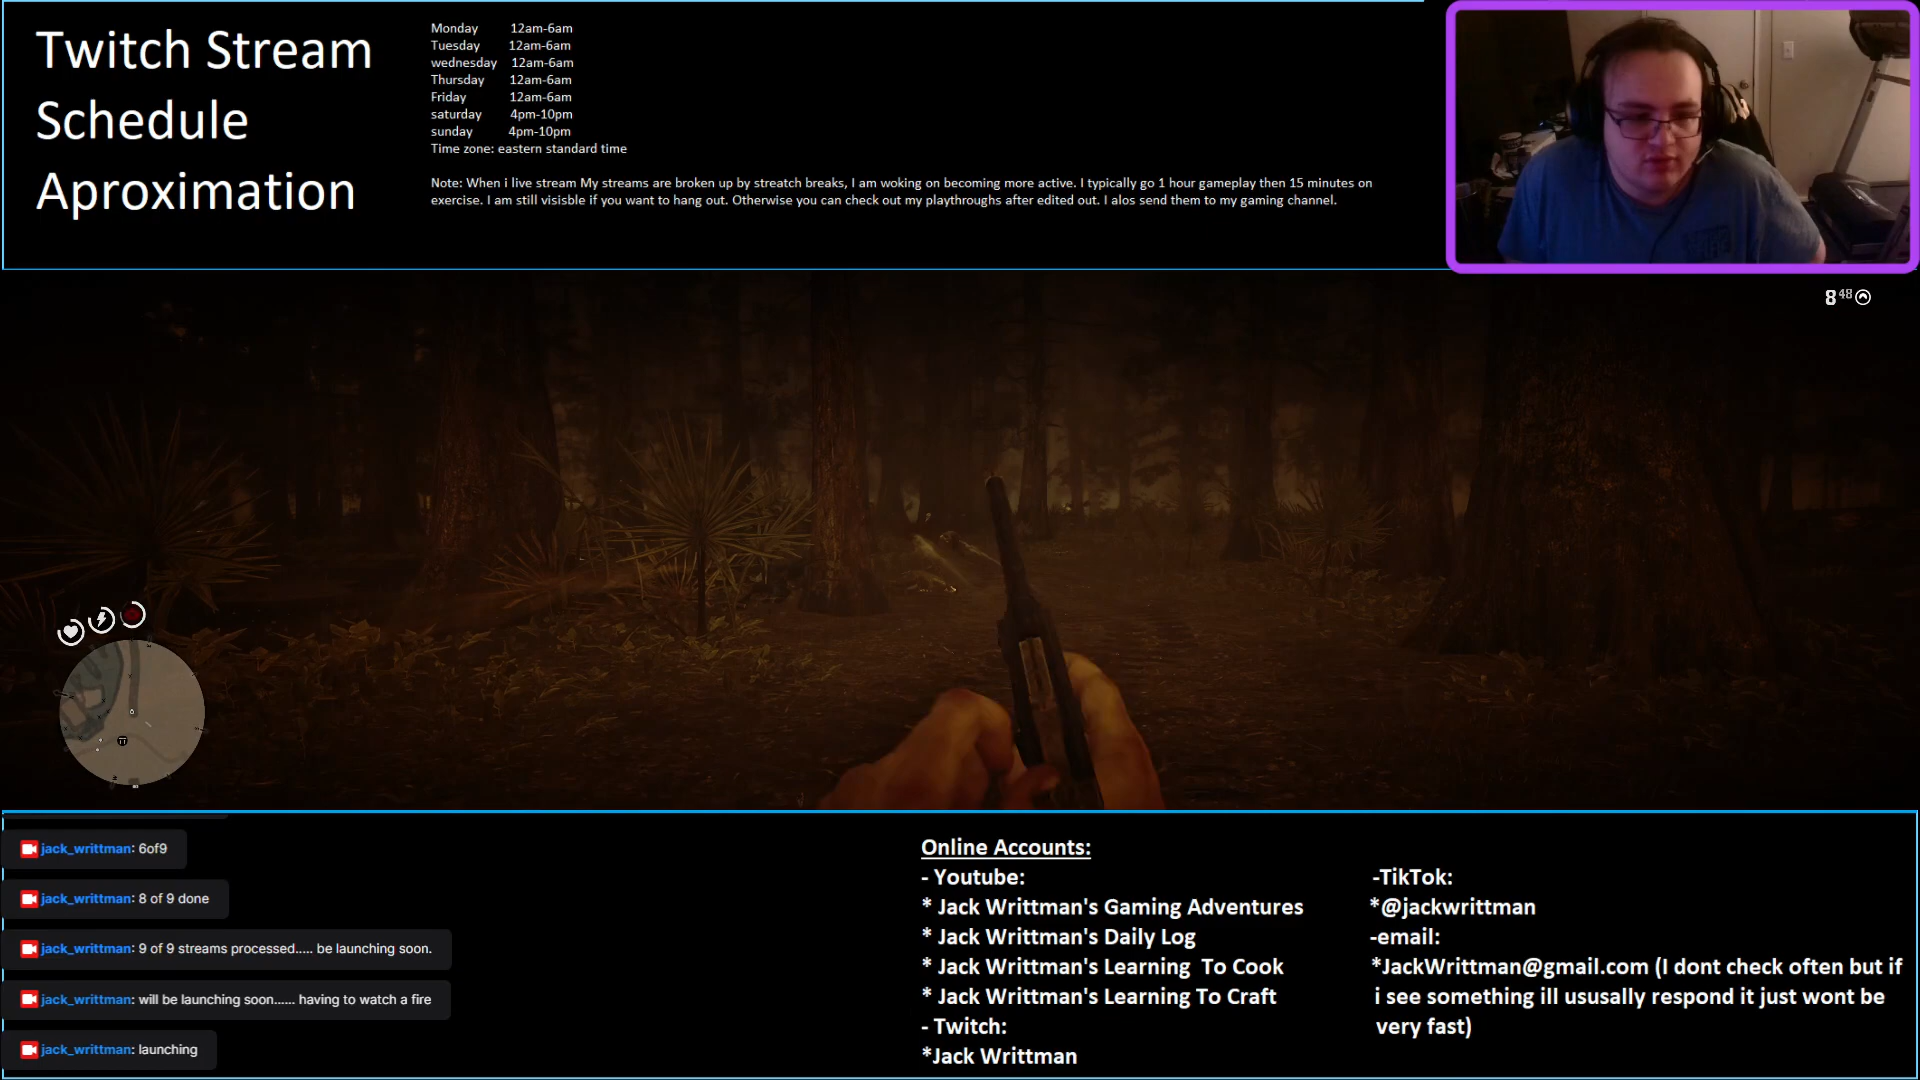 Twitch Stream
Schedule
Aproximation
Monday 12am-6am
Tuesday 12am-6am
wednesday 12am-6am
Thursday 12am-6am
Friday 12am-6am
saturday 4pm-10pm
sunday 4pm-10pm
Time zone: eastern standard time
Note: When i live stream My streams are broken up by streatch breaks, I am woking on becoming more active. I typically go 1 hour gameplay then 15 minutes on
exercise. I am still visisble if you want to hang out. Otherwise you can check out my playthroughs after edited out. I alos send them to my gaming channel.
8 48
jack_writtman: 6of9
jack_writtman: 8 of 9 done
jack_writtman: 9 of 9 streams processed..... be launching soon.
jack_writtman: will be launching soon...... having to watch a fire
jack_writtman: launching
Online Accounts:
- Youtube:
* Jack Writtman's Gaming Adventures
* Jack Writtman's Daily Log
* Jack Writtman's Learning To Cook
* Jack Writtman's Learning To Craft
- Twitch:
*Jack Writtman
-TikTok:
*@jackwrittman
-email:
*JackWrittman@gmail.com (I dont check often but if
i see something ill ususally respond it just wont be
very fast)